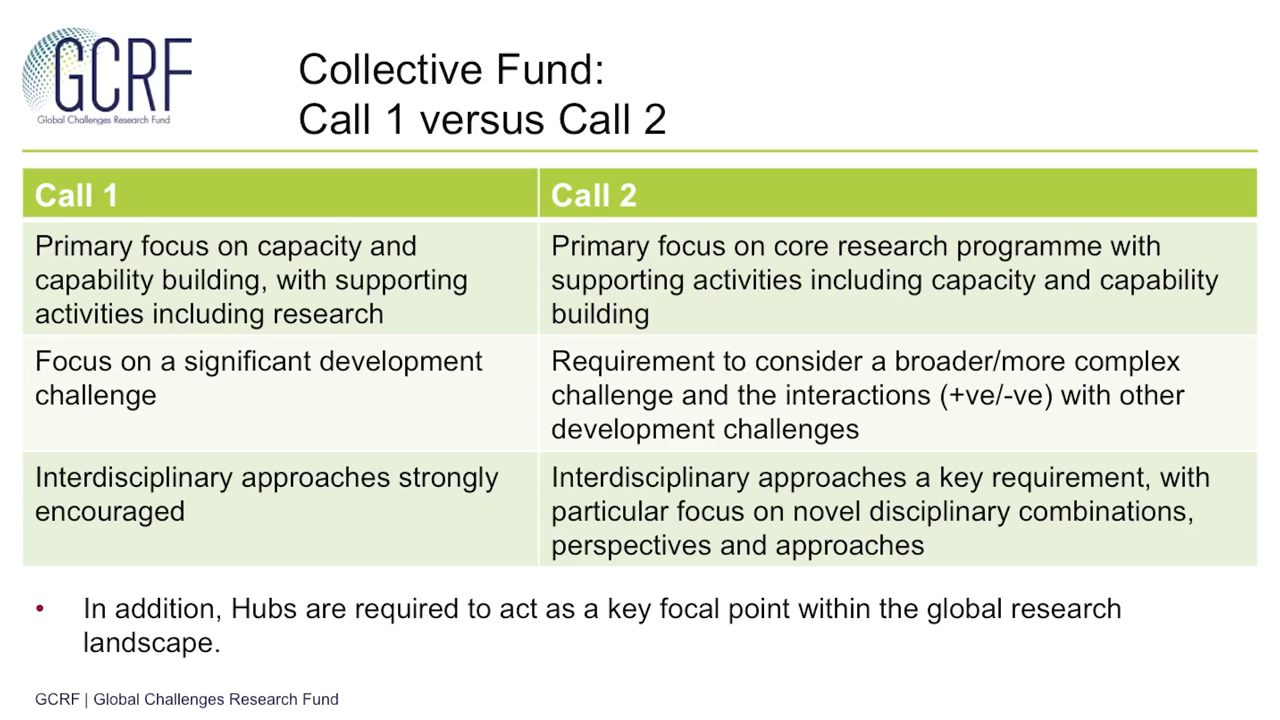 GCRF
Global Challenges Research Fund
Collective Fund:
Call 1 versus Call 2
Call 1
Call 2
Primary focus on capacity and
capability building, with supporting
activities including research
Primary focus on core research programme with
supporting activities including capacity and capability
building
Focus on a significant development
challenge
Requirement to consider a broader/more complex
challenge and the interactions (+ve/-ve) with other
development challenges
Interdisciplinary approaches strongly
encouraged
Interdisciplinary approaches a key requirement, with
particular focus on novel disciplinary combinations,
perspectives and approaches
• In addition, Hubs are required to act as a key focal point within the global research
landscape.
GCRF | Global Challenges Research Fund